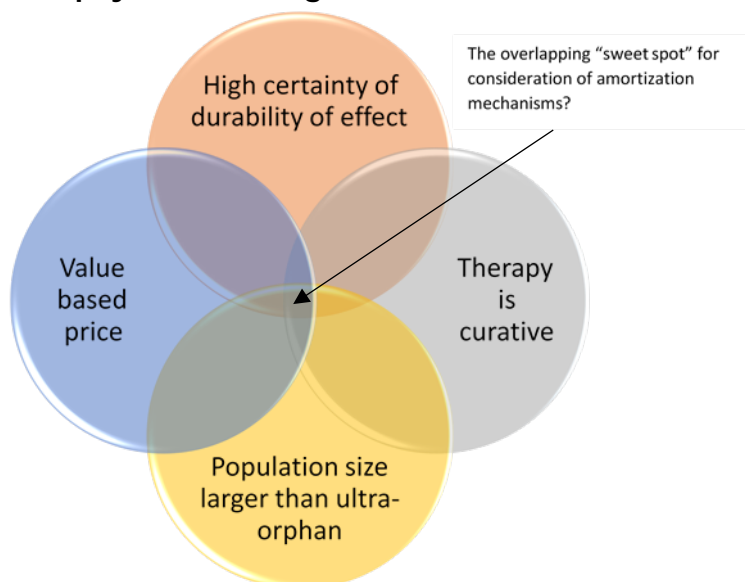 The overlapping “sweet spot” for
consideration of amortization
mechanisms?
High certainty of
durability of effect
Value
based
price
Therapy
is
curative
Population size
larger than ultra-
orphan